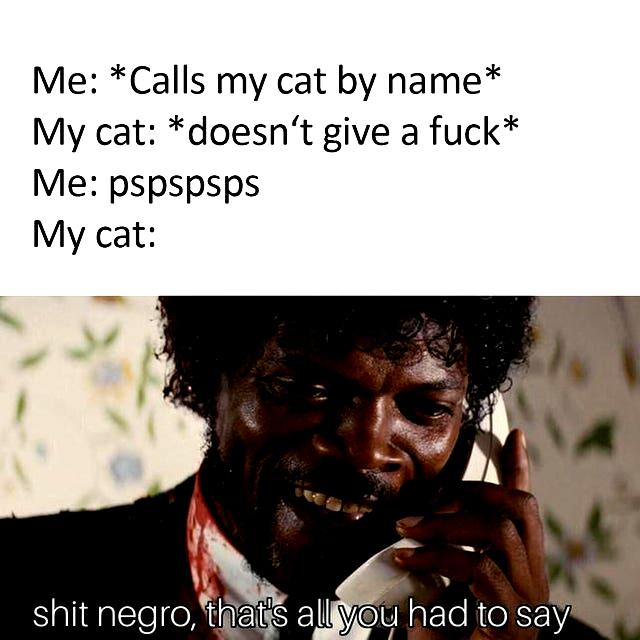 Me: *Calls my cat by name*
My cat: *doesn‘t give a fuck*
Me: pspspsps
My cat:
shit negro, that's all you had to say